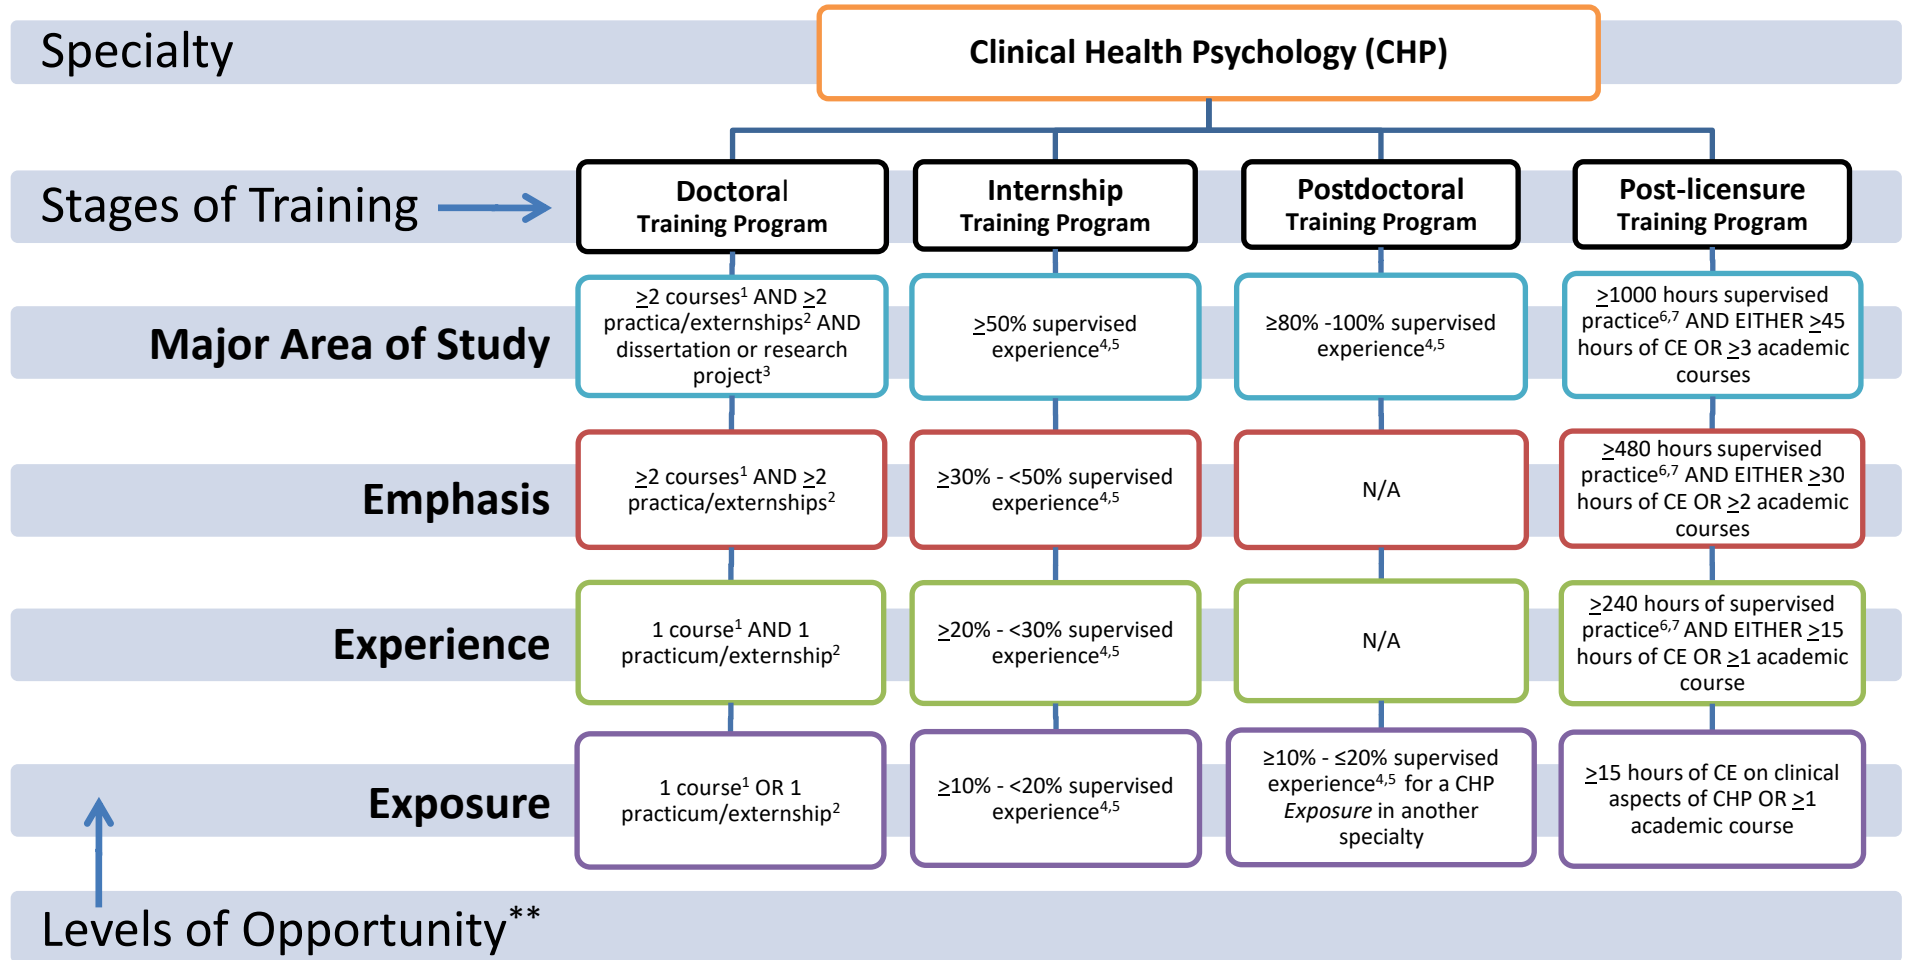 Specialty
Clinical Health Psychology (CHP)
Stages of Training
Doctoral
Training Program
Internship
Training Program
Postdoctoral
Training Program
Post-licensure
Training Program
Major Area of Study
≥2 courses¹ AND ≥2
practica/externships² AND
dissertation or research
project³
≥50% supervised
experience⁴,⁵
≥80% -100% supervised
experience⁴,⁵
≥1000 hours supervised
practice⁶,⁷ AND EITHER ≥45
hours of CE OR ≥3 academic
courses
Emphasis
≥2 courses¹ AND ≥2
practica/externships²
≥30% - <50% supervised
experience⁴,⁵
N/A
≥480 hours supervised
practice⁶,⁷ AND EITHER ≥30
hours of CE OR ≥2 academic
courses
Experience
1 course¹ AND 1
practicum/externship²
≥20% - <30% supervised
experience⁴,⁵
N/A
≥240 hours of supervised
practice⁶,⁷ AND EITHER ≥15
hours of CE OR ≥1 academic
course
Exposure
1 course¹ OR 1
practicum/externship²
≥10% - <20% supervised
experience⁴,⁵
≥10% - ≤20% supervised
experience⁴,⁵ for a CHP
Exposure in another
specialty
≥15 hours of CE on clinical
aspects of CHP OR ≥1
academic course
Levels of Opportunity**